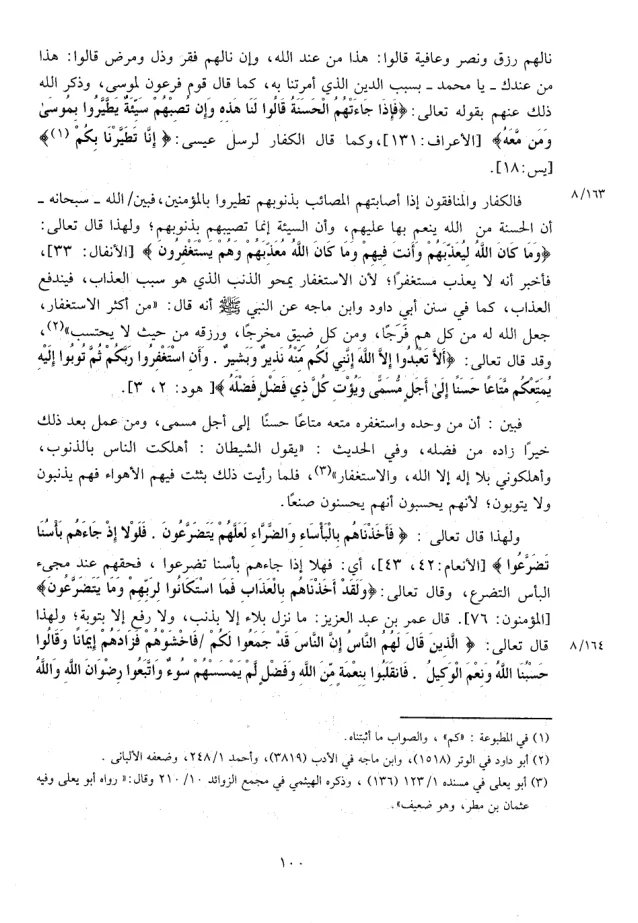 نالهم رزق ونصر وعافية قالوا: هذا من عند الله، وإن نالهم فقر وذل ومرض قالوا: هذا
من عندك ـ يا محمد ـ بسبب الدين الذي أمرتنا به، كما قال قوم فرعون لموسى، وذكر الله
ذلك عنهم بقوله تعالى: ﴿فَإِذَا جَاءَتْهُمُ الْحَسَنَةُ قَالُوا لَنَا هَذِهِ وَإِن تُصِبْهُمْ سَيِّئَةٌ يَطَّيَّرُوا بِمُوسَىٰ
وَمَن مَّعَهُ﴾ [الأعراف: ١٣١]، وكما قال الكفار لرسل عيسى: ﴿ إِنَّا تَطَيَّرْنَا بِكُمْ (١)﴾
[يس: ١٨].
٨/١٦٣ فالكفار والمنافقون إذا أصابتهم المصائب بذنوبهم تطيروا بالمؤمنين، فبين/ الله ـ سبحانه ـ
أن الحسنة من الله ينعم بها عليهم، وأن السيئة إنما تصيبهم بذنوبهم؛ ولهذا قال تعالى:
﴿وَمَا كَانَ اللَّهُ لِيُعَذِّبَهُمْ وَأَنتَ فِيهِمْ وَمَا كَانَ اللَّهُ مُعَذِّبَهُمْ وَهُمْ يَسْتَغْفِرُونَ ﴾ [الأنفال: ٣٣]،
فأخبر أنه لا يعذب مستغفرًا؛ لأن الاستغفار يمحو الذنب الذي هو سبب العذاب، فيندفع
العذاب، كما في سنن أبي داود وابن ماجه عن النبي ﷺ أنه قال: «من أكثر الاستغفار،
جعل الله له من كل هم فَرَجًا، ومن كل ضيق مخرجًا، ورزقه من حيث لا يحتسب»(٢)،
وقد قال تعالى: ﴿أَلَّا تَعْبُدُوا إِلَّا اللَّهَ إِنَّنِي لَكُم مِّنْهُ نَذِيرٌ وَبَشِيرٌ . وَأَنِ اسْتَغْفِرُوا رَبَّكُمْ ثُمَّ تُوبُوا إِلَيْهِ
يُمَتِّعْكُم مَّتَاعًا حَسَنًا إِلَىٰ أَجَلٍ مُّسَمًّى وَيُؤْتِ كُلَّ ذِي فَضْلٍ فَضْلَهُ ﴾[ هود: ٢، ٣].
فبين : أن من وحده واستغفره متعه متاعًا حسنًا إلى أجل مسمى، ومن عمل بعد ذلك
خيرًا زاده من فضله، وفي الحديث : «يقول الشيطان : أهلكت الناس بالذنوب،
وأهلكوني بلا إله إلا الله، والاستغفار»(٣)، فلما رأيت ذلك بثثت فيهم الأهواء فهم يذنبون
ولا يتوبون؛ لأنهم يحسبون أنهم يحسنون صنعًا.
ولهذا قال تعالى : ﴿ فَأَخَذْنَاهُم بِالْبَأْسَاءِ وَالضَّرَّاءِ لَعَلَّهُمْ يَتَضَرَّعُونَ . فَلَوْلَا إِذْ جَاءَهُم بَأْسُنَا
تَضَرَّعُوا ﴾ [الأنعام: ٤٢، ٤٣]، أي: فهلا إذا جاءهم بأسنا تضرعوا ، فحقهم عند مجىء
البأس التضرع، وقال تعالى: ﴿وَلَقَدْ أَخَذْنَاهُم بِالْعَذَابِ فَمَا اسْتَكَانُوا لِرَبِّهِمْ وَمَا يَتَضَرَّعُونَ﴾
[المؤمنون: ٧٦]. قال عمر بن عبد العزيز: ما نزل بلاء إلا بذنب، ولا رفع إلا بتوبة؛ ولهذا
٨/١٦٤ قال تعالى: ﴿ الَّذِينَ قَالَ لَهُمُ النَّاسُ إِنَّ النَّاسَ قَدْ جَمَعُوا لَكُمْ /فَاخْشَوْهُمْ فَزَادَهُمْ إِيمَانًا وَقَالُوا
حَسْبُنَا اللَّهُ وَنِعْمَ الْوَكِيلُ . فَانقَلَبُوا بِنِعْمَةٍ مِّنَ اللَّهِ وَفَضْلٍ لَّمْ يَمْسَسْهُمْ سُوءٌ وَاتَّبَعُوا رِضْوَانَ اللَّهِ وَاللَّهُ
(١) في المطبوعة : «كم» ، والصواب ما أثبتناه.
(٢) أبو داود في الوتر (١٥١٨)، وابن ماجه في الأدب (٣٨١٩)، وأحمد ٢٤٨/١، وضعفه الألبانى .
(٣) أبو يعلى في مسنده ١٢٣/١ (١٣٦) ، وذكره الهيثمي في مجمع الزوائد ٢١٠/١٠ وقال:« رواه أبو يعلى وفيه
عثمان بن مطر، وهو ضعيف».
١٠٠